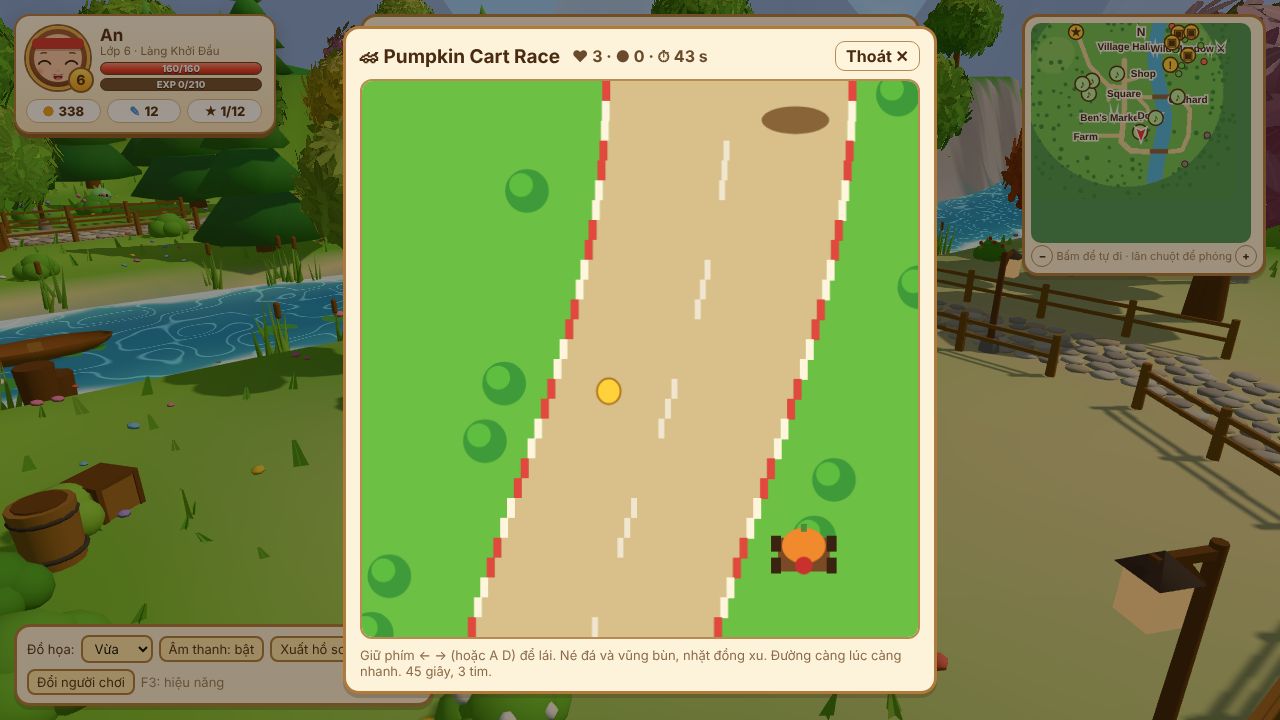 An
Lớp 6 · Làng Khởi Đầu
160/160
EXP 0/210
6
338
12
★ 1/12
Pumpkin Cart Race
3 · ● 0 · ⏱ 43 s
Thoát ✕
N
Village Hall
Shop
Square
Ben's Marke
Farm
Bấm để tự đi · lăn chuột để phóng
Giữ phím ← → (hoặc A D) để lái. Né đá và vũng bùn, nhặt đồng xu. Đường càng lúc càng
nhanh. 45 giây, 3 tim.
Đồ họa:
Vừa
Âm thanh: bật
Xuất hồ sơ
Đổi người chơi
F3: hiệu năng